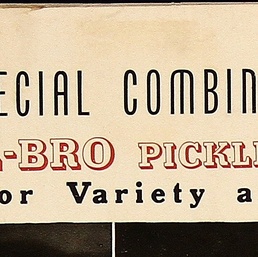 ECIAL COMBIN
-BRO PICKL
or Variety a